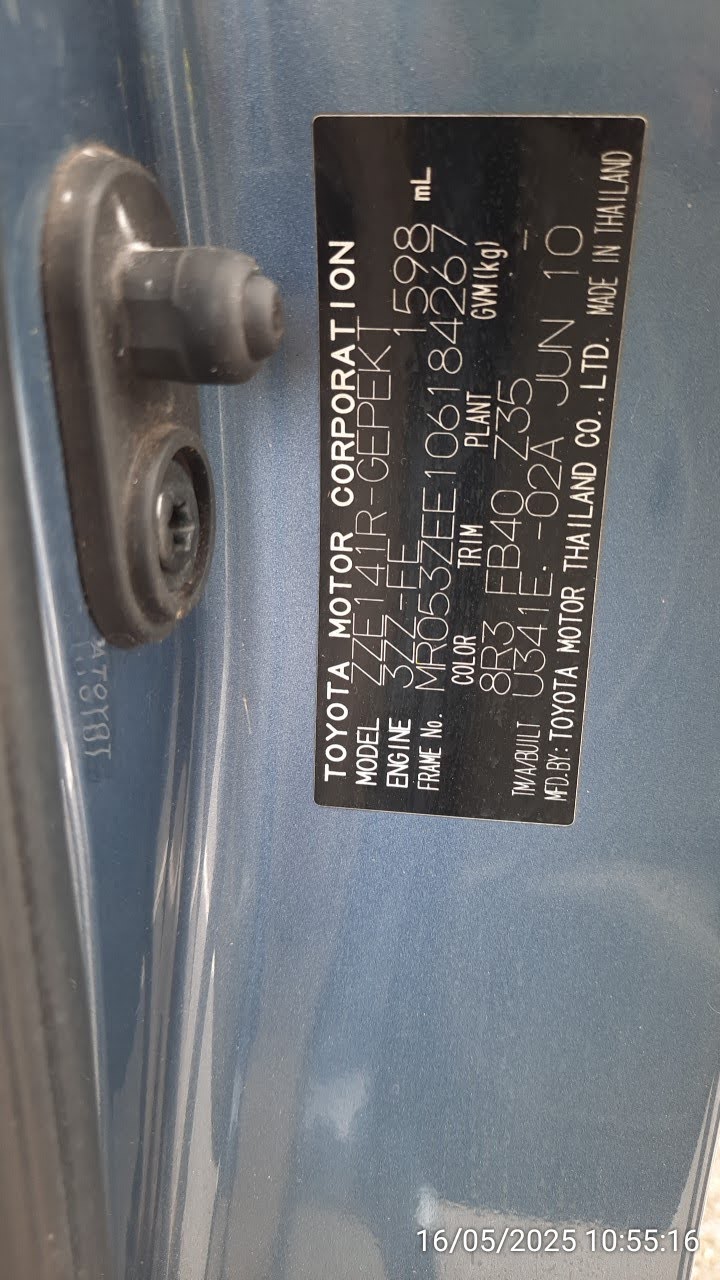 TOYOTA MOTOR CORPORATION
MODEL ZZE141R-GEPEKT
ENGINE 3ZZ-FE 1598 mL
FRAME No. MR053ZEE106184267
COLOR TRIM PLANT GVM(kg)
8R3 FB40 Z35 -
TM/A/BUILT U341E.-02A JUN 10
MFD.BY: TOYOTA MOTOR THAILAND CO.,LTD. MADE IN THAILAND
16/05/2025 10:55:16